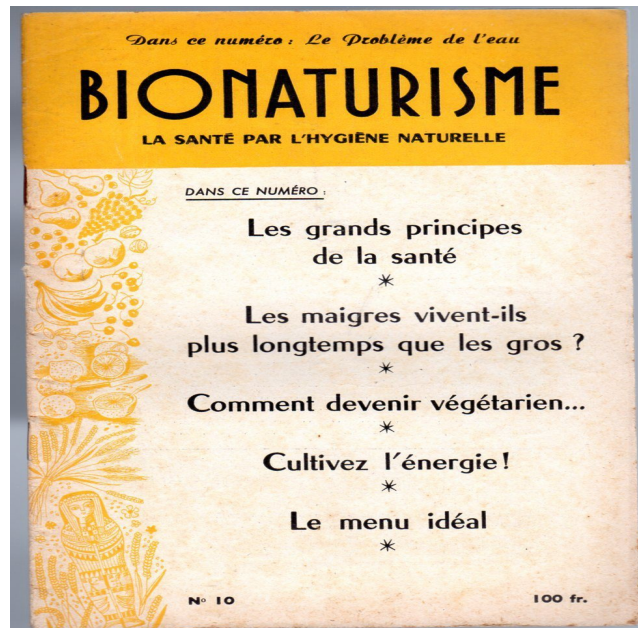 Dans ce numéro : Le Problème de l'eau
BIONATURISME
LA SANTÉ PAR L'HYGIÈNE NATURELLE
DANS CE NUMÉRO :
Les grands principes
de la santé
*
Les maigres vivent-ils
plus longtemps que les gros ?
*
Comment devenir végétarien...
*
Cultivez l'énergie !
*
Le menu idéal
*
N° 10 100 fr.